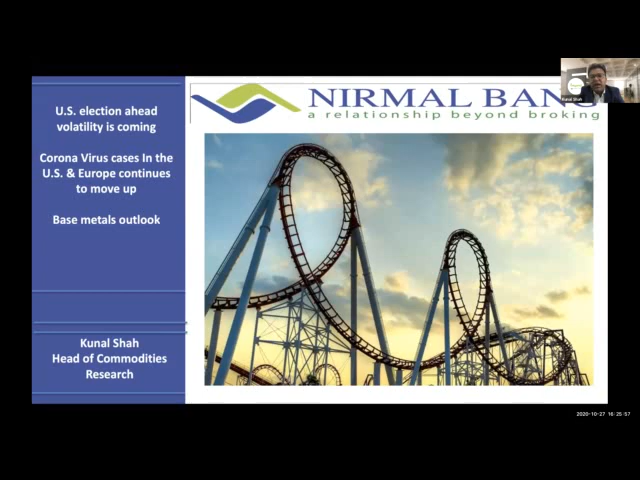 U.S. election ahead
volatility is coming
Corona Virus cases In the
U.S. & Europe continues
to move up
Base metals outlook
Kunal Shah
Head of Commodities
Research
NIRMAL BAN
a relationship beyond broking
Kunal Shah
2020-10-27 16:25:57